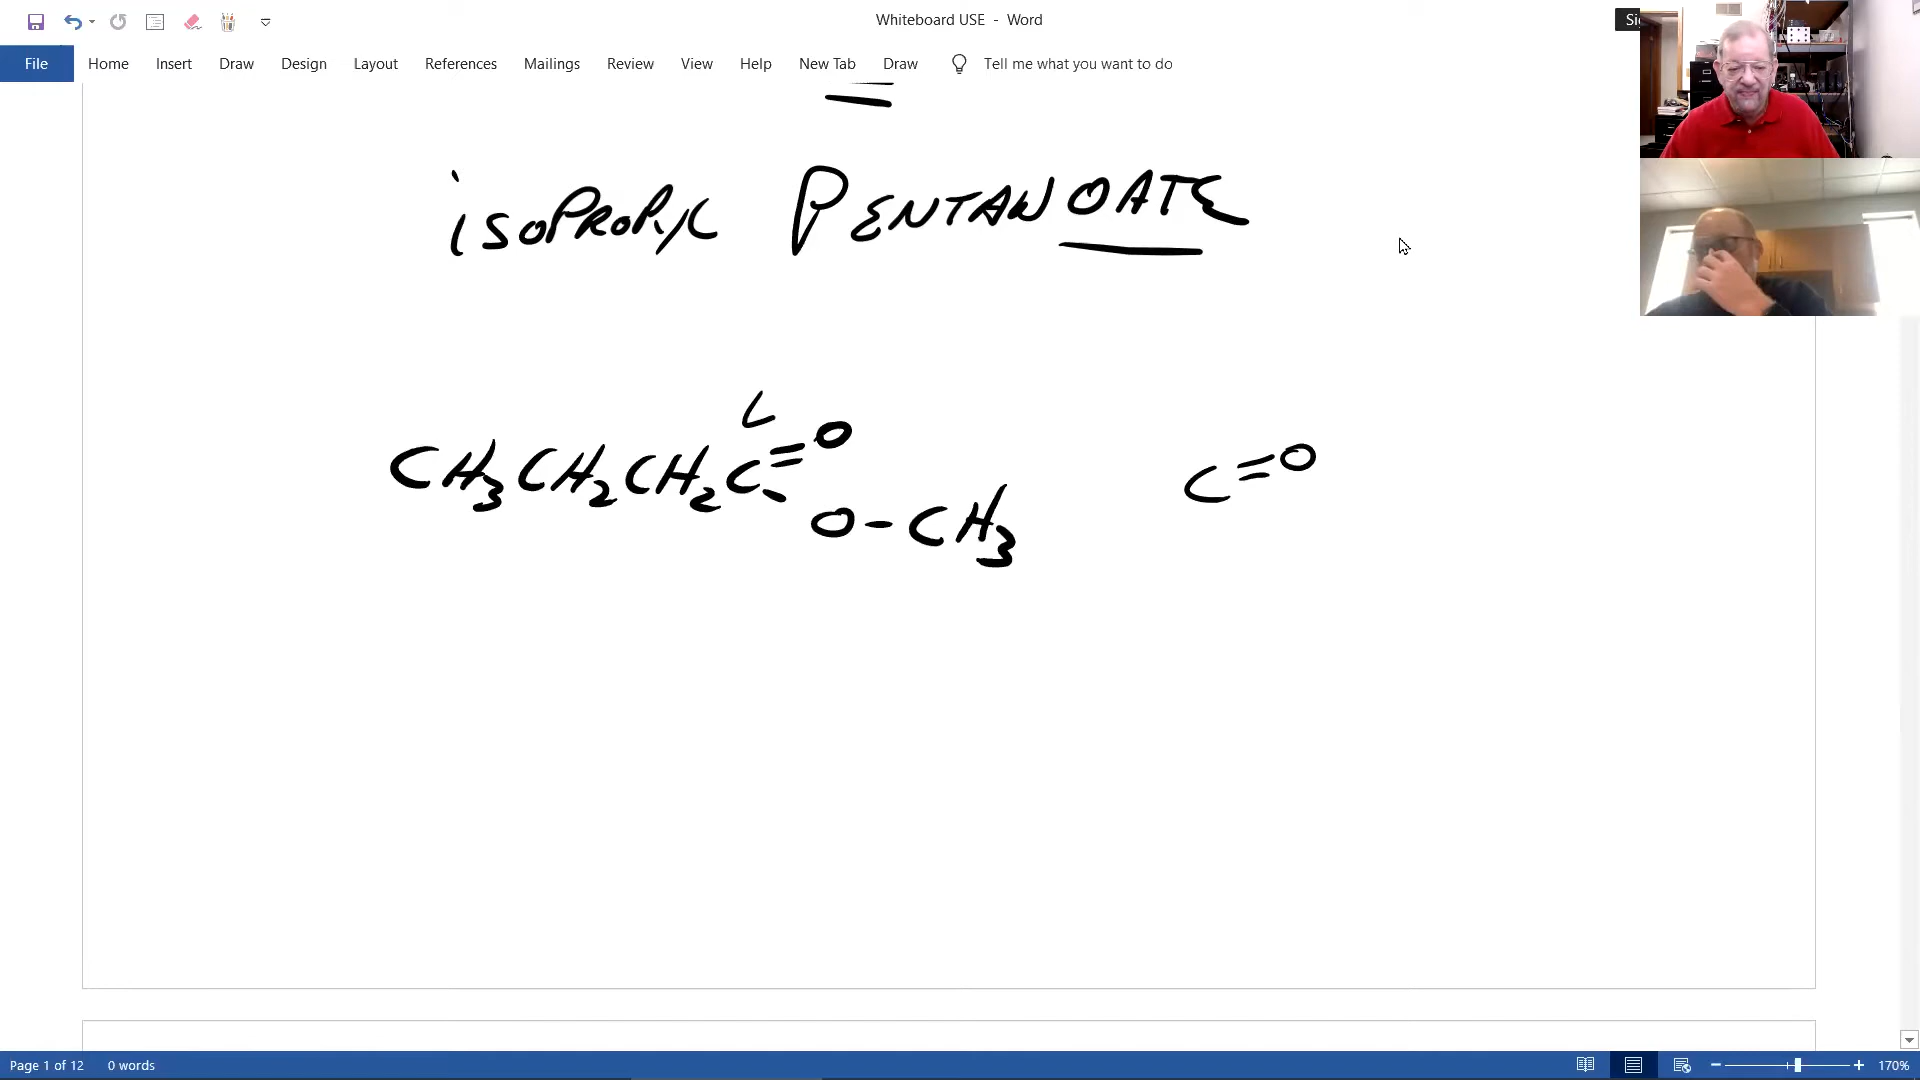 Whiteboard USE - Word
Si
File Home Insert Draw Design Layout References Mailings Review View Help New Tab Draw Tell me what you want to do
isoPROPYL PENTANOATE
L
CH3CH2CH2C=O
O-CH3
C=O
Page 1 of 12 0 words
170%